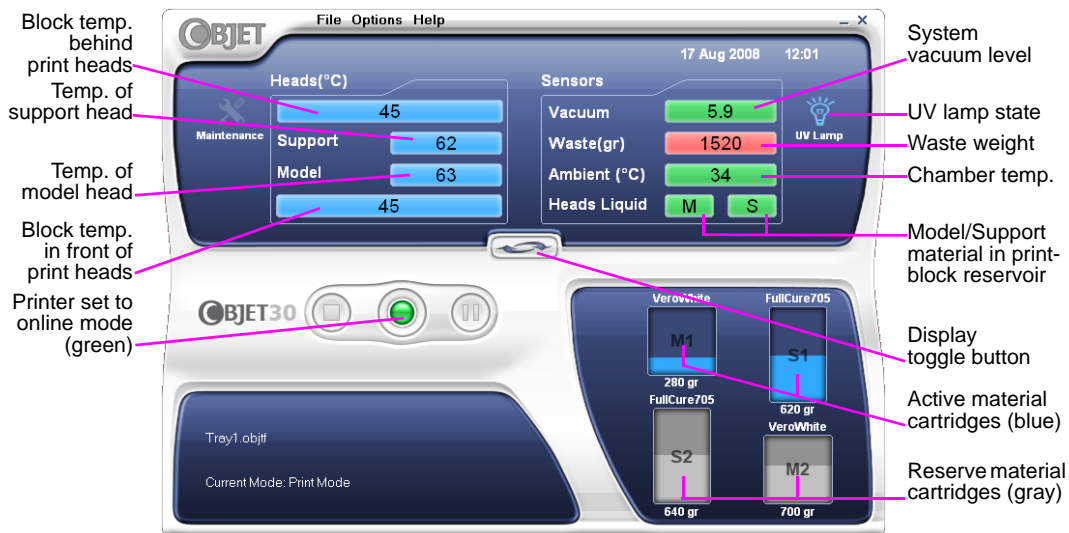 Block temp.
behind
print heads
Temp. of
support head
Temp. of
model head
Block temp.
in front of
print heads
Printer set to
online mode
(green)
OBJET
File Options Help
17 Aug 2008 12:01
Heads(°C)
45
Support 62
Model 63
45
Maintenance
Sensors
Vacuum 5.9
Waste(gr) 1520
Ambient (°C) 34
Heads Liquid M S
UV Lamp
OBJET30
VeroWhite
M1
280 gr
FullCure705
S1
620 gr
FullCure705
S2
640 gr
VeroWhite
M2
700 gr
Tray1.objtf
Current Mode: Print Mode
System
vacuum level
UV lamp state
Waste weight
Chamber temp.
Model/Support
material in print-
block reservoir
Display
toggle button
Active material
cartridges (blue)
Reserve material
cartridges (gray)